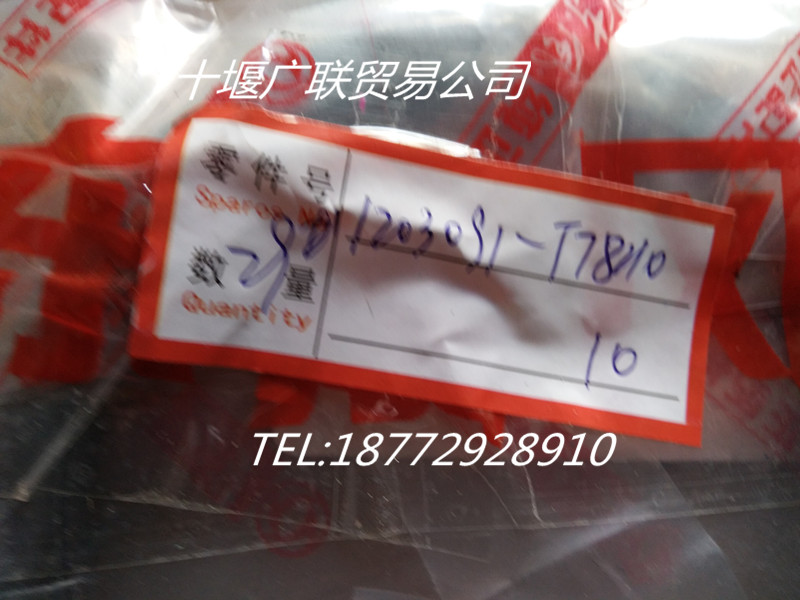 十堰广联贸易公司
零件号
Spares No
1203091-T7810
数量
Quantity
10
TEL:18772928910